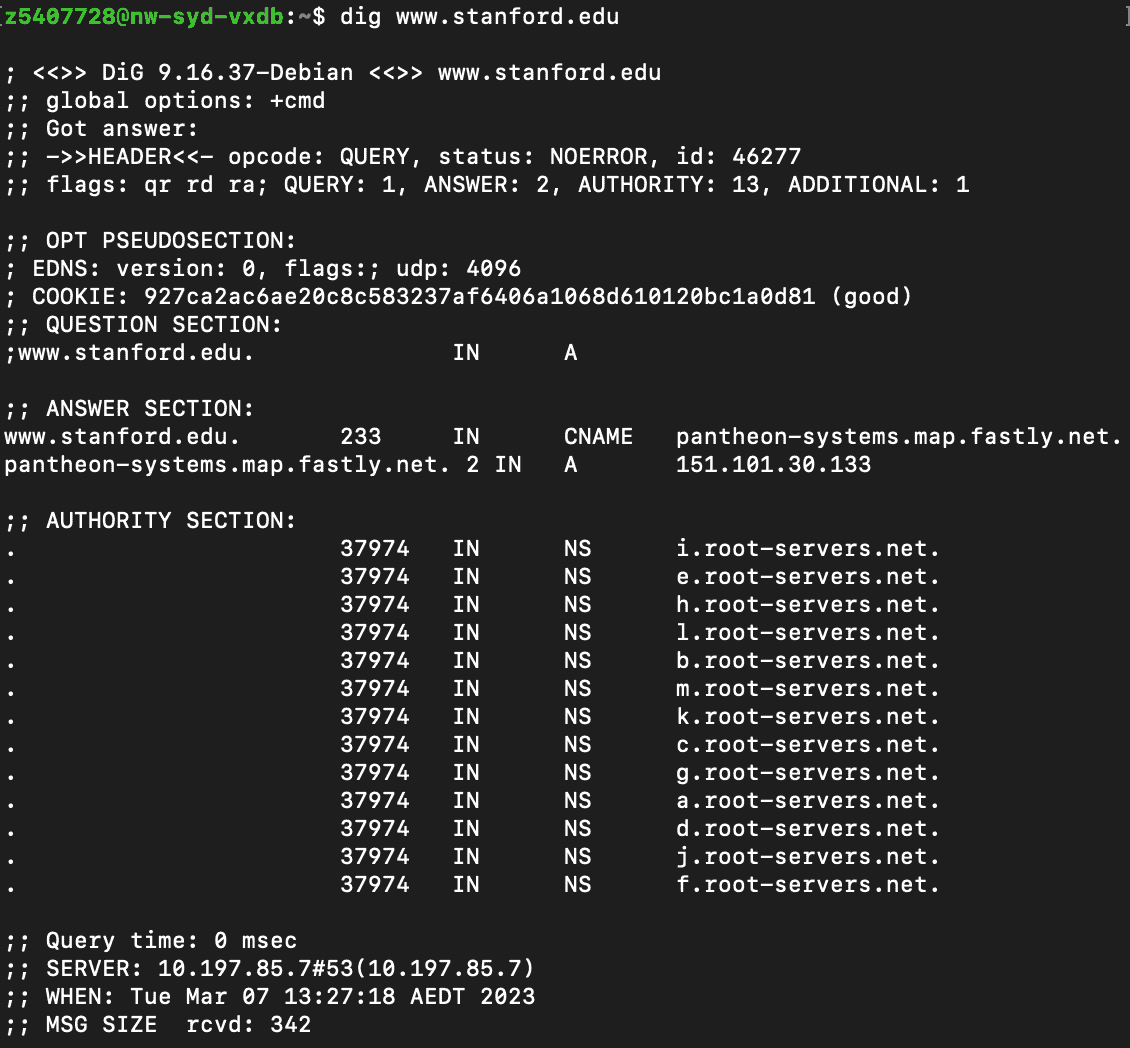 z5407728@nw-syd-vxdb:~$ dig www.stanford.edu
; <<>> DiG 9.16.37-Debian <<>> www.stanford.edu
;; global options: +cmd
;; Got answer:
;; ->>HEADER<<- opcode: QUERY, status: NOERROR, id: 46277
;; flags: qr rd ra; QUERY: 1, ANSWER: 2, AUTHORITY: 13, ADDITIONAL: 1
;; OPT PSEUDOSECTION:
; EDNS: version: 0, flags:; udp: 4096
; COOKIE: 927ca2ac6ae20c8c583237af6406a1068d610120bc1a0d81 (good)
;; QUESTION SECTION:
;www.stanford.edu. IN A
;; ANSWER SECTION:
www.stanford.edu. 233 IN CNAME pantheon-systems.map.fastly.net.
pantheon-systems.map.fastly.net. 2 IN A 151.101.30.133
;; AUTHORITY SECTION:
. 37974 IN NS i.root-servers.net.
. 37974 IN NS e.root-servers.net.
. 37974 IN NS h.root-servers.net.
. 37974 IN NS l.root-servers.net.
. 37974 IN NS b.root-servers.net.
. 37974 IN NS m.root-servers.net.
. 37974 IN NS k.root-servers.net.
. 37974 IN NS c.root-servers.net.
. 37974 IN NS g.root-servers.net.
. 37974 IN NS a.root-servers.net.
. 37974 IN NS d.root-servers.net.
. 37974 IN NS j.root-servers.net.
. 37974 IN NS f.root-servers.net.
;; Query time: 0 msec
;; SERVER: 10.197.85.7#53(10.197.85.7)
;; WHEN: Tue Mar 07 13:27:18 AEDT 2023
;; MSG SIZE rcvd: 342